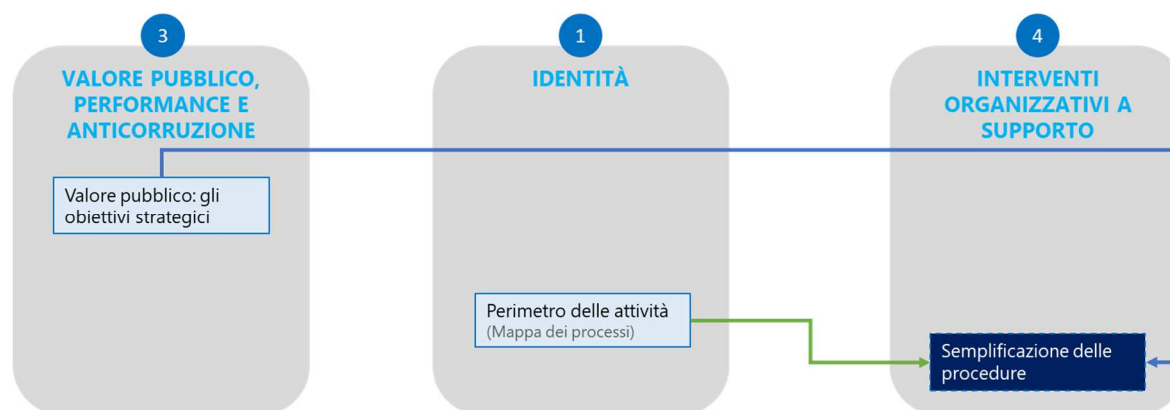 3
VALORE PUBBLICO,
PERFORMANCE E
ANTICORRUZIONE
Valore pubblico: gli
obiettivi strategici
1
IDENTITÀ
Perimetro delle attività
(Mappa dei processi)
4
INTERVENTI
ORGANIZZATIVI A
SUPPORTO
Semplificazione delle
procedure